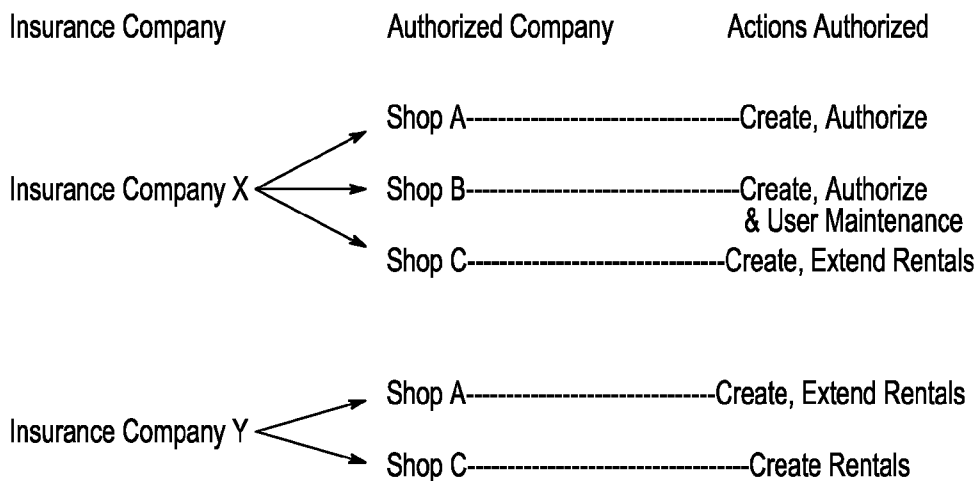 Insurance Company Authorized Company Actions Authorized
Shop A----------------------------------Create, Authorize
Insurance Company X Shop B----------------------------------Create, Authorize
& User Maintenance
Shop C--------------------------------Create, Extend Rentals
Shop A-------------------------------Create, Extend Rentals
Insurance Company Y
Shop C-----------------------------------Create Rentals